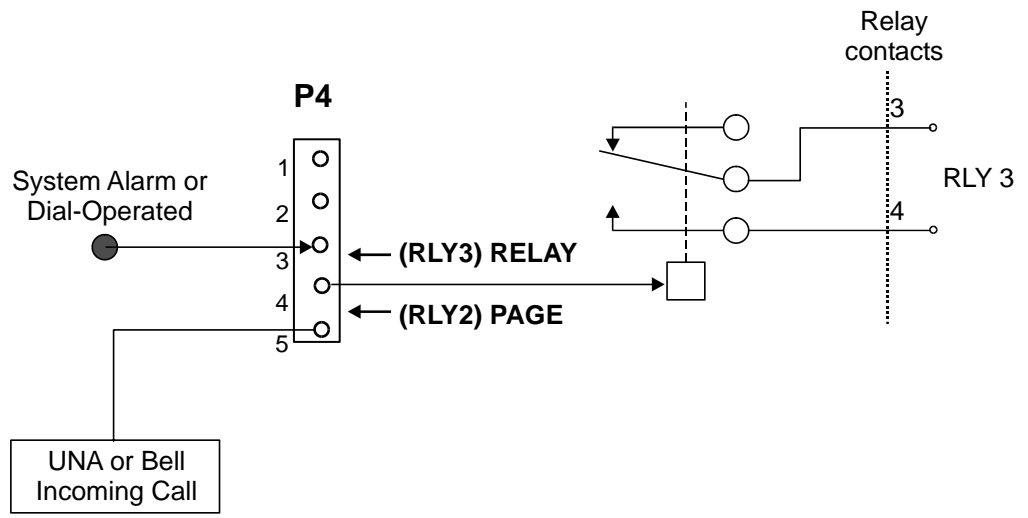 Relay
contacts
P4
3
1
System Alarm or
Dial-Operated
RLY 3
2
4
3
(RLY3) RELAY
4
(RLY2) PAGE
5
UNA or Bell
Incoming Call